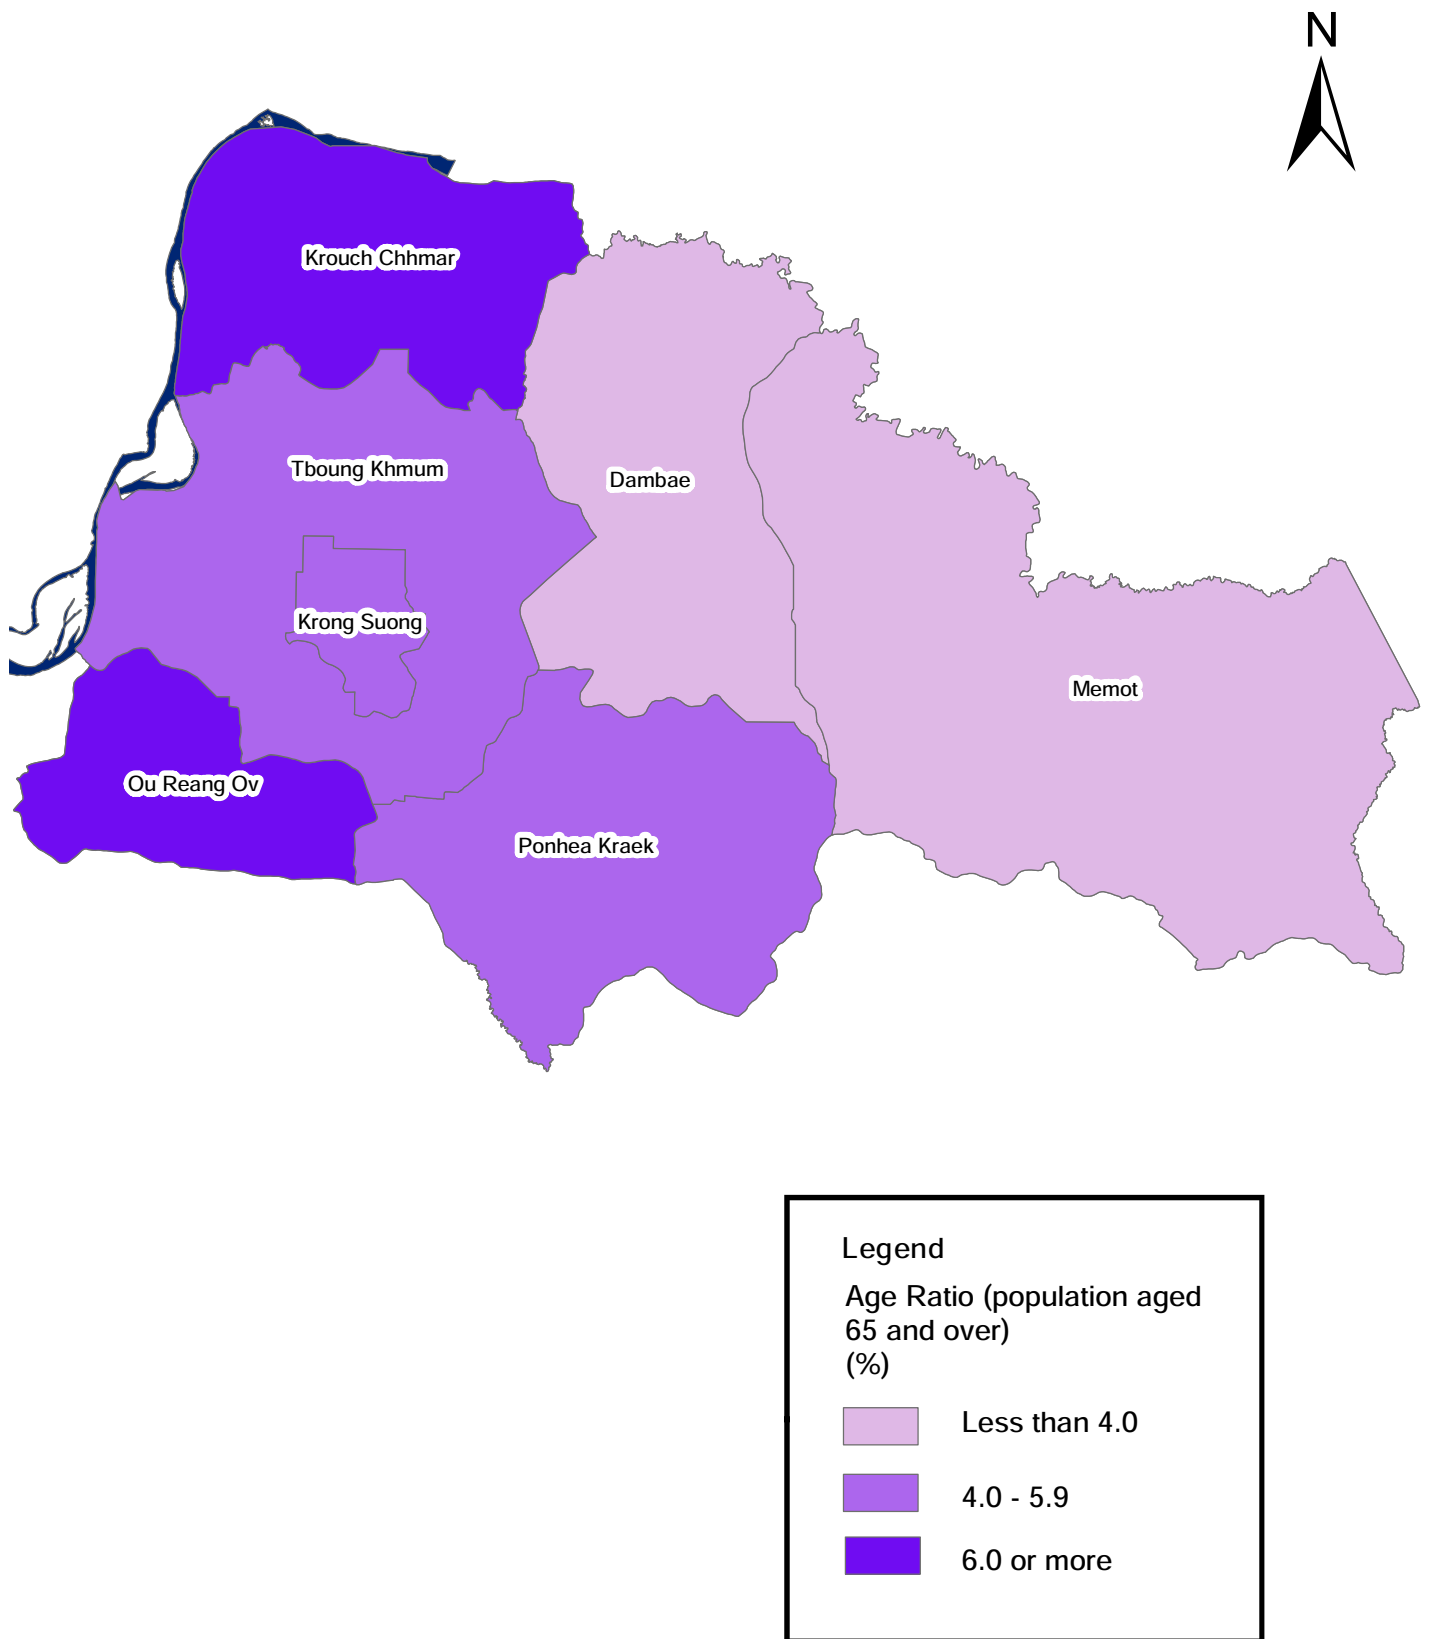 N
Krouch Chhmar
Tboung Khmum
Dambae
Krong Suong
Memot
Ou Reang Ov
Ponhea Kraek
Legend
Age Ratio (population aged
65 and over)
(%)
Less than 4.0
4.0 - 5.9
6.0 or more